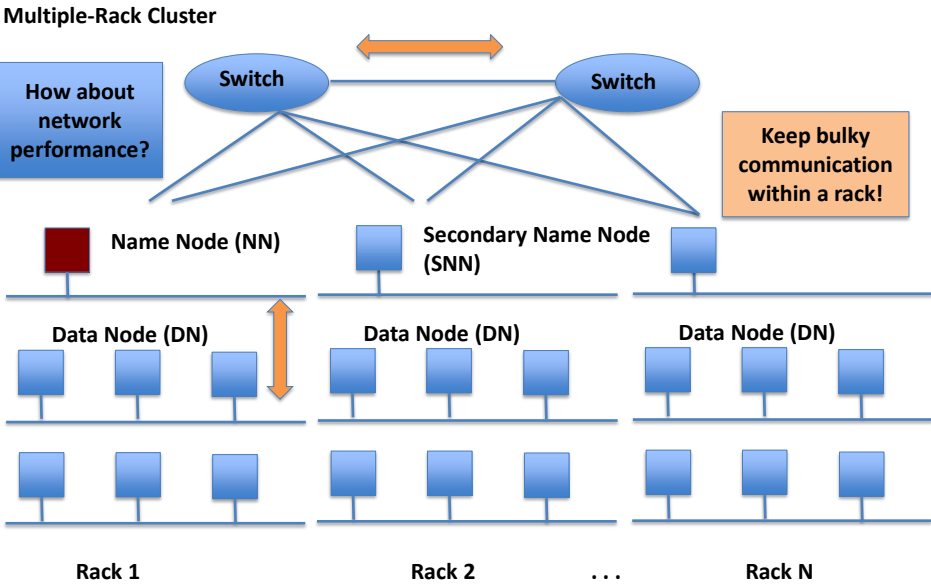 Multiple-Rack Cluster
Switch
Switch
How about
network
performance?
Keep bulky
communication
within a rack!
Name Node (NN)
Secondary Name Node
(SNN)
Data Node (DN)
Data Node (DN)
Data Node (DN)
Rack 1
Rack 2
. . .
Rack N